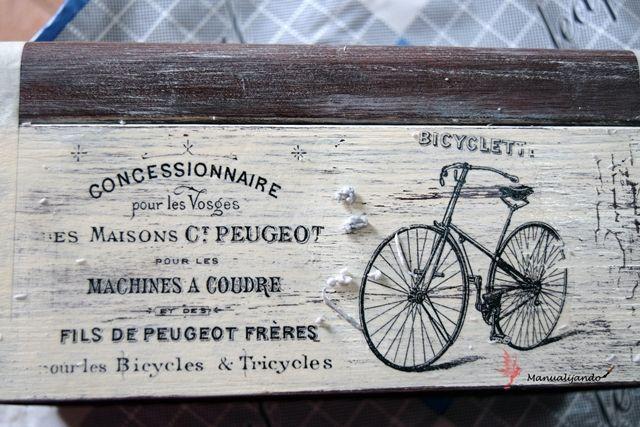 CONCESSIONNAIRE
pour les Vosges
ES MAISONS CT PEUGEOT
POUR LES
MACHINES A COUDRE
ET DES
FILS DE PEUGEOT FRÈRES
our les Bicycles & Tricycles
BICYCLETT
Manualijando